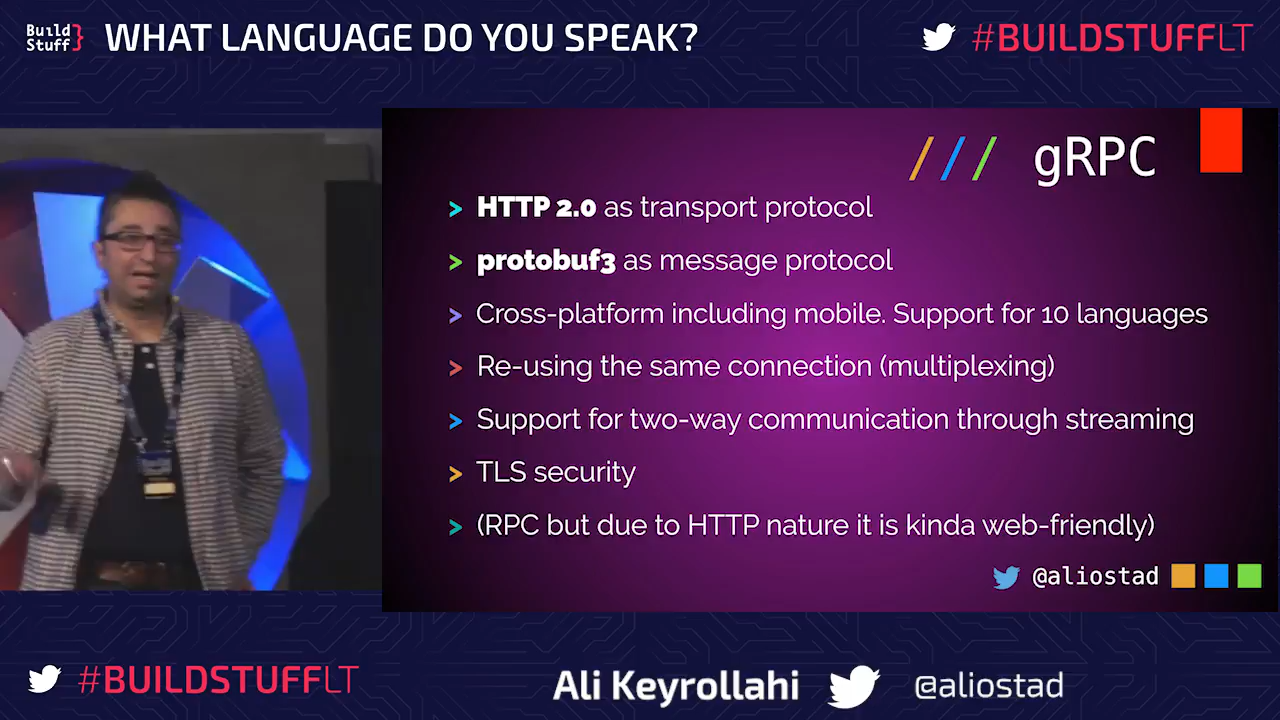 Build
Stuff}
WHAT LANGUAGE DO YOU SPEAK?
#BUILDSTUFFLT
/// gRPC
> HTTP 2.0 as transport protocol
> protobuf3 as message protocol
> Cross-platform including mobile. Support for 10 languages
> Re-using the same connection (multiplexing)
> Support for two-way communication through streaming
> TLS security
> (RPC but due to HTTP nature it is kinda web-friendly)
@aliostad
#BUILDSTUFFLT
Ali Keyrollahi
@aliostad